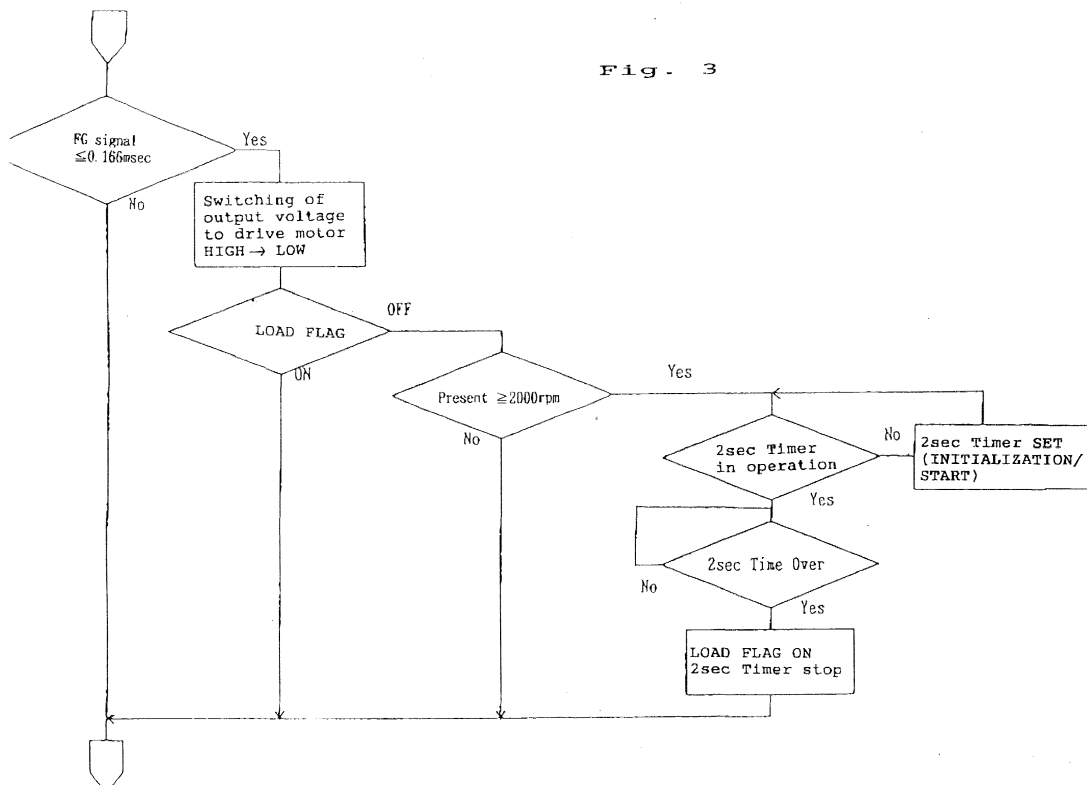 Fig. 3
FG signal
≦0.166msec
Yes
No
Switching of
output voltage
to drive motor
HIGH → LOW
LOAD FLAG
OFF
ON
Present ≧2000rpm
Yes
No
2sec Timer
in operation
No
Yes
2sec Timer SET
(INITIALIZATION/
START)
2sec Time Over
No
Yes
LOAD FLAG ON
2sec Timer stop